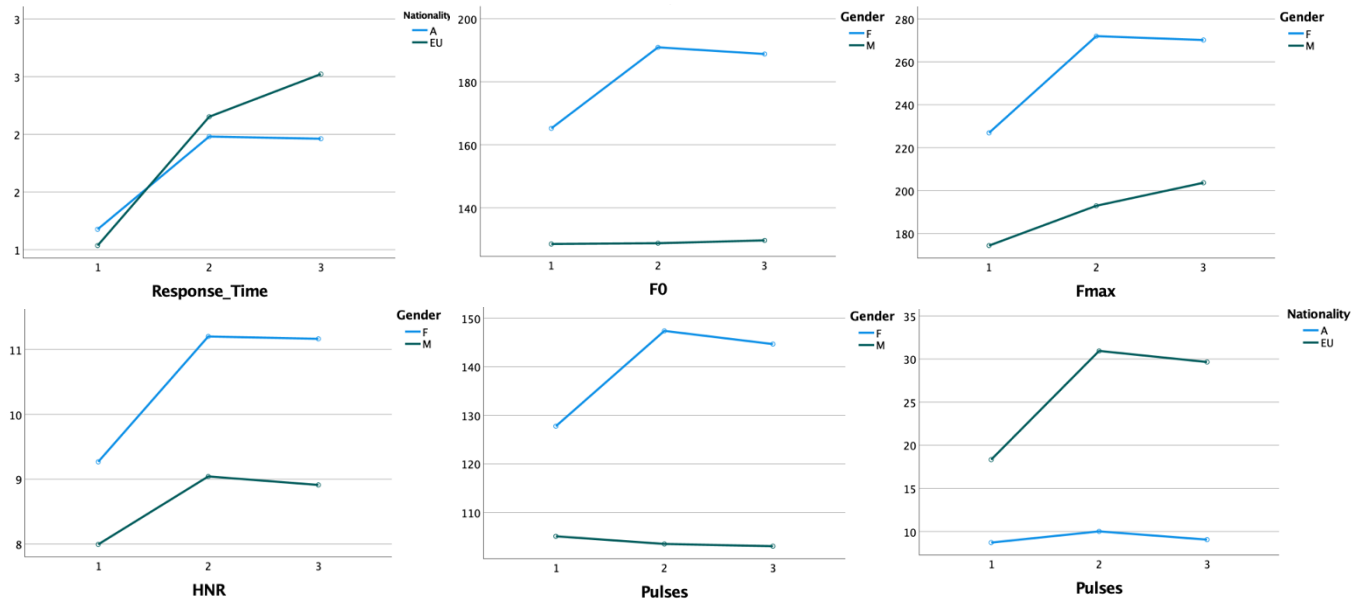 Nationality
A
EU
3
3
2
2
1
1 2 3
Response_Time
Gender
F
M
200
180
160
140
1 2 3
F0
Gender
F
M
280
260
240
220
200
180
1 2 3
Fmax
Gender
F
M
11
10
9
8
1 2 3
HNR
Gender
F
M
150
140
130
120
110
1 2 3
Pulses
Nationality
A
EU
35
30
20
15
10
1 2 3
Pulses